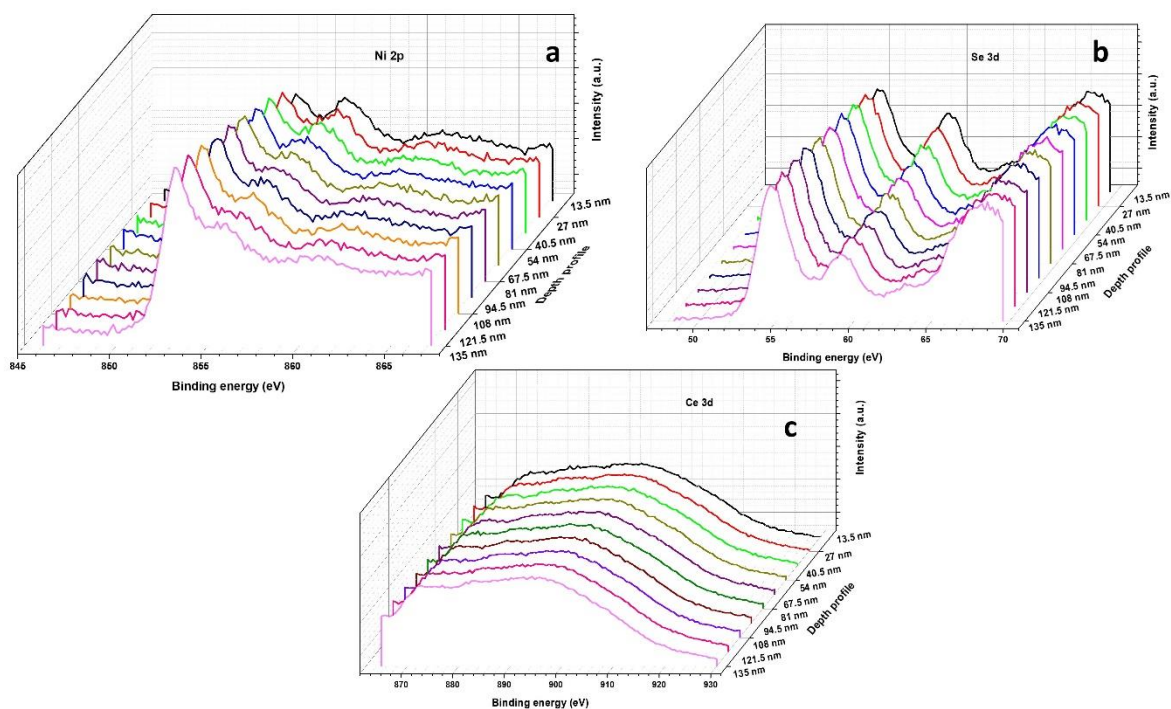 a
Ni 2p
Intensity (a.u.)
13.5 nm
27 nm
40.5 nm
54 nm
67.5 nm
81 nm
94.5 nm
108 nm
121.5 nm
135 nm
Depth profile
846 860 855 860 865
Binding energy (eV)
b
Se 3d
Intensity (a.u.)
13.5 nm
27 nm
40.5 nm
54 nm
67.5 nm
81 nm
94.5 nm
108 nm
121.5 nm
135 nm
Depth profile
50 55 60 65 70
Binding energy (eV)
c
Ce 3d
Intensity (a.u.)
13.5 nm
27 nm
40.5 nm
54 nm
67.5 nm
81 nm
94.5 nm
108 nm
121.5 nm
135 nm
Depth profile
870 880 890 900 910 920 930
Binding energy (eV)